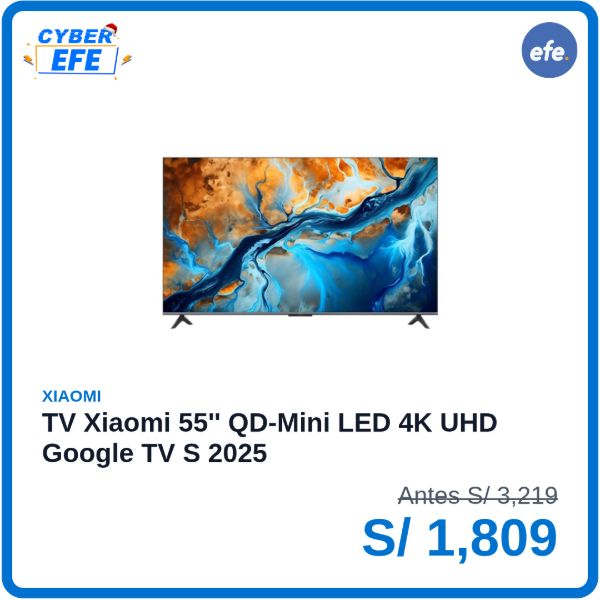 CYBER
EFE
efe.
XIAOMI
TV Xiaomi 55'' QD-Mini LED 4K UHD
Google TV S 2025
Antes S/ 3,219
S/ 1,809